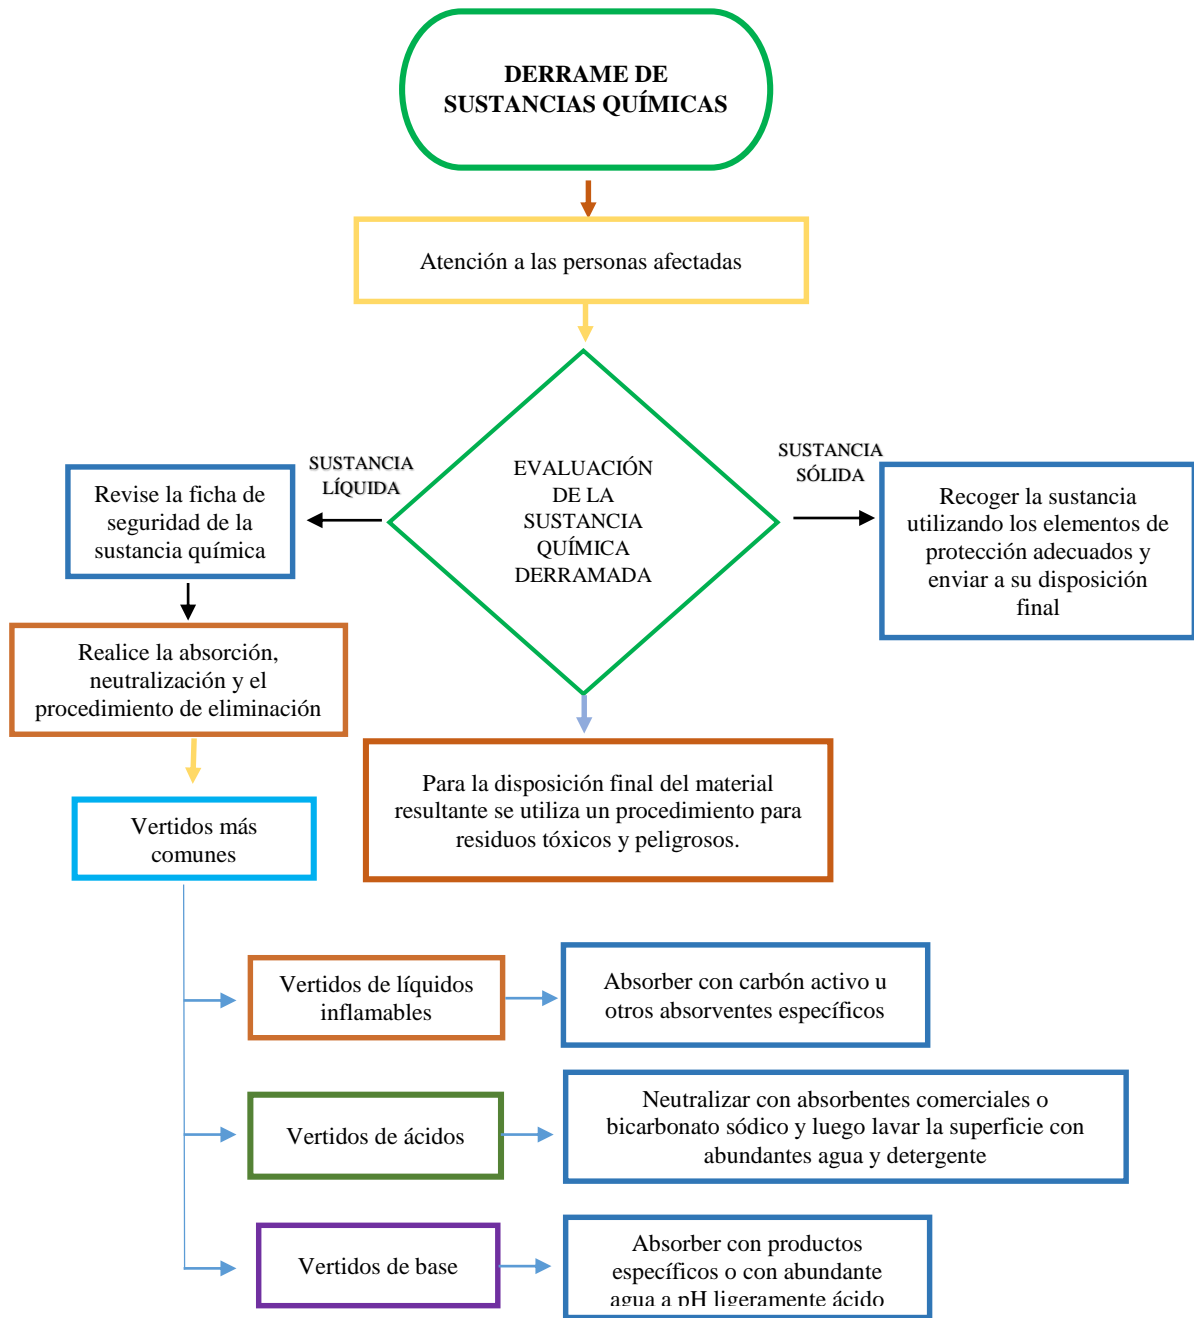 DERRAME DE
SUSTANCIAS QUÍMICAS
Atención a las personas afectadas
EVALUACIÓN
DE LA
SUSTANCIA
QUÍMICA
DERRAMADA
SUSTANCIA
LÍQUIDA
SUSTANCIA
SÓLIDA
Revise la ficha de
seguridad de la
sustancia química
Recoger la sustancia
utilizando los elementos de
protección adecuados y
enviar a su disposición
final
Realice la absorción,
neutralización y el
procedimiento de eliminación
Para la disposición final del material
resultante se utiliza un procedimiento para
residuos tóxicos y peligrosos.
Vertidos más
comunes
Vertidos de líquidos
inflamables
Absorber con carbón activo u
otros absorventes específicos
Vertidos de ácidos
Neutralizar con absorbentes comerciales o
bicarbonato sódico y luego lavar la superficie con
abundantes agua y detergente
Vertidos de base
Absorber con productos
específicos o con abundante
agua a pH ligeramente ácido